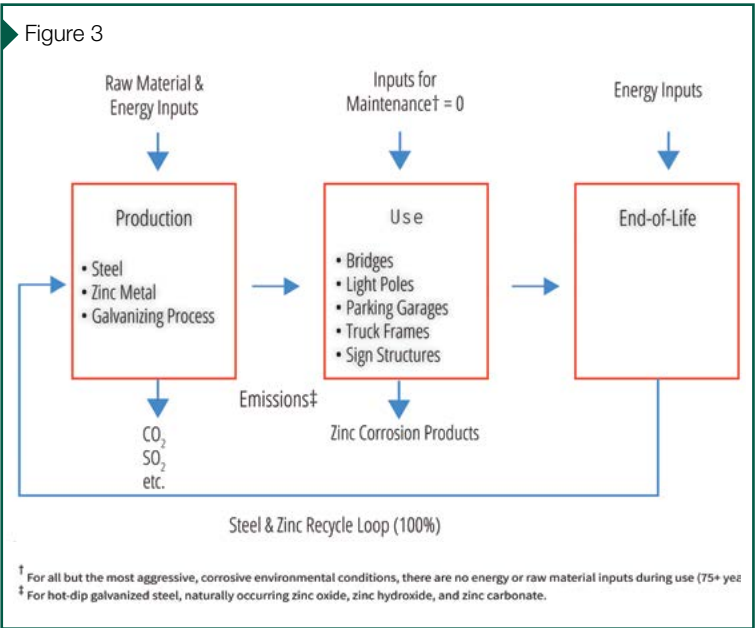 Figure 3
Raw Material &
Energy Inputs
Inputs for
Maintenance† = 0
Energy Inputs
Production
• Steel
• Zinc Metal
• Galvanizing Process
Use
• Bridges
• Light Poles
• Parking Garages
• Truck Frames
• Sign Structures
End-of-Life
Emissions‡
CO₂
SO₂
etc.
Zinc Corrosion Products
Steel & Zinc Recycle Loop (100%)
† For all but the most aggressive, corrosive environmental conditions, there are no energy or raw material inputs during use (75+
‡ For hot-dip galvanized steel, naturally occurring zinc oxide, zinc hydroxide, and zinc carbonate.